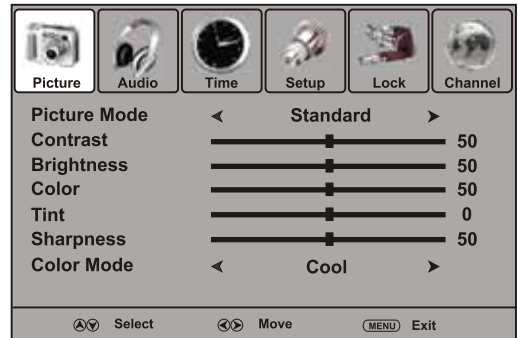 Picture Audio Time Setup Lock Channel
Picture Mode Standard
Contrast 50
Brightness 50
Color 50
Tint 0
Sharpness 50
Color Mode Cool
Select Move MENU Exit